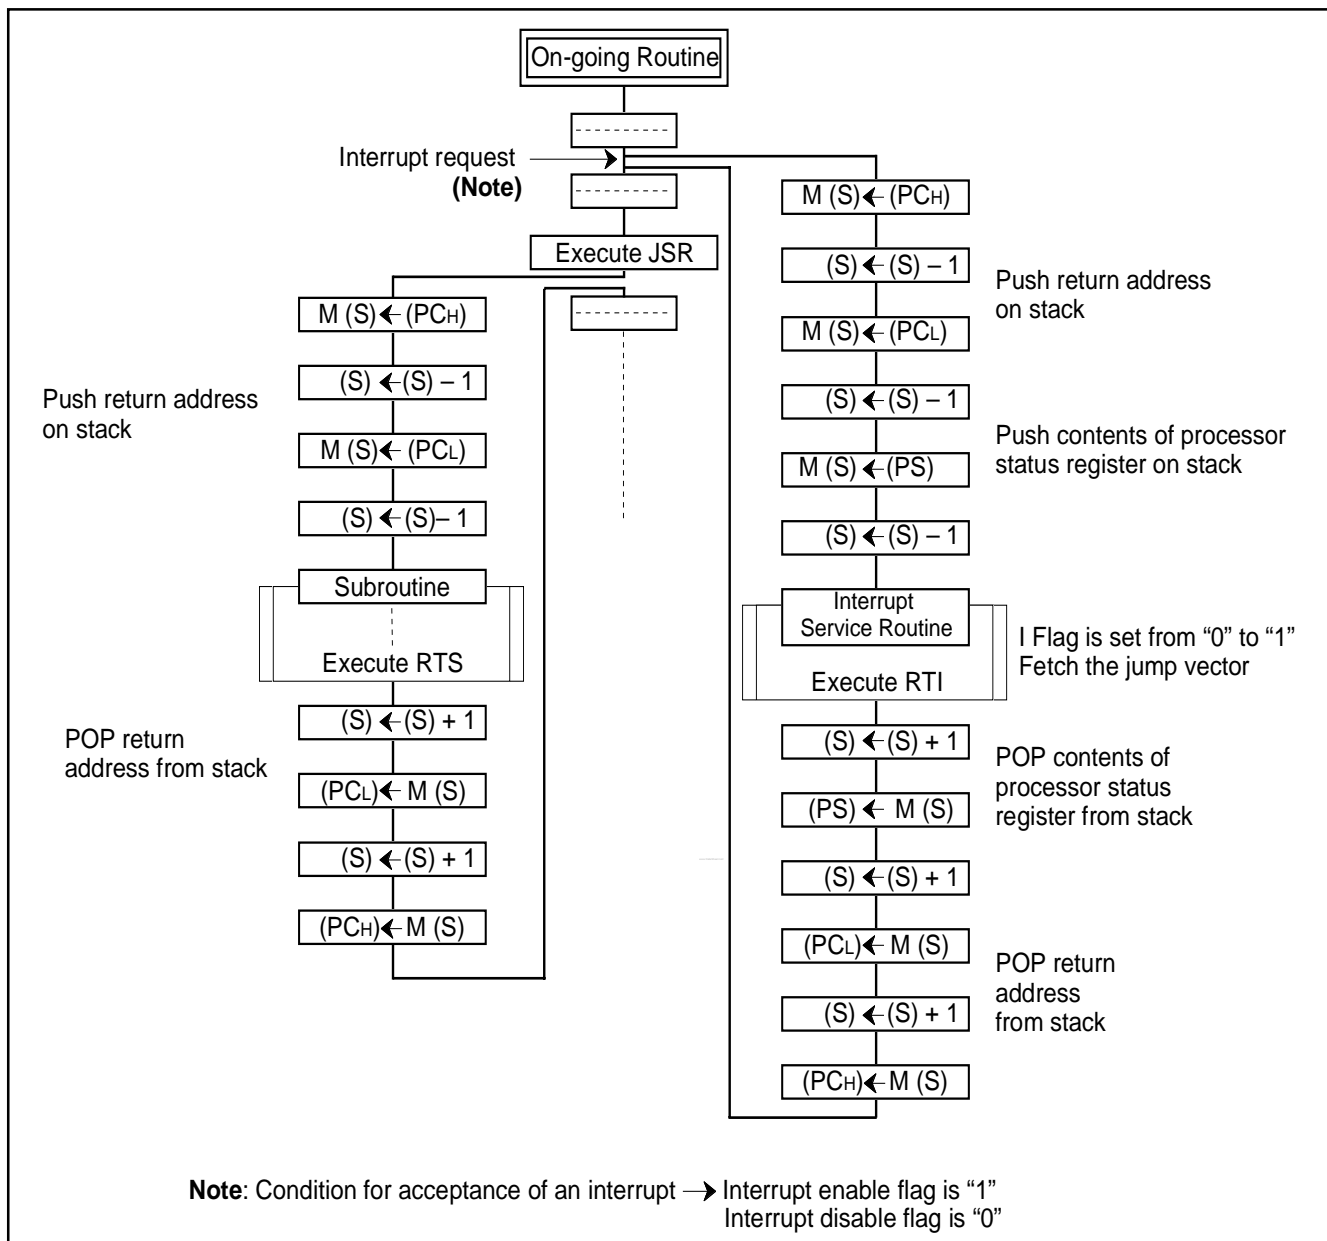 On-going Routine
Interrupt request
(Note)
Execute JSR
M (S) ← (PCH)
(S) ← (S) – 1
M (S) ← (PCL)
(S) ← (S)– 1
Push return address
on stack
Subroutine
Execute RTS
(S) ← (S) + 1
(PCL) ← M (S)
(S) ← (S) + 1
(PCH) ← M (S)
POP return
address from stack
M (S) ← (PCH)
(S) ← (S) – 1
M (S) ← (PCL)
(S) ← (S) – 1
M (S) ← (PS)
(S) ← (S) – 1
Push return address
on stack
Push contents of processor
status register on stack
Interrupt
Service Routine
Execute RTI
I Flag is set from “0” to “1”
Fetch the jump vector
(S) ← (S) + 1
(PS) ← M (S)
(S) ← (S) + 1
(PCL) ← M (S)
(S) ← (S) + 1
(PCH) ← M (S)
POP contents of
processor status
register from stack
POP return
address
from stack
Note: Condition for acceptance of an interrupt → Interrupt enable flag is “1”
Interrupt disable flag is “0”